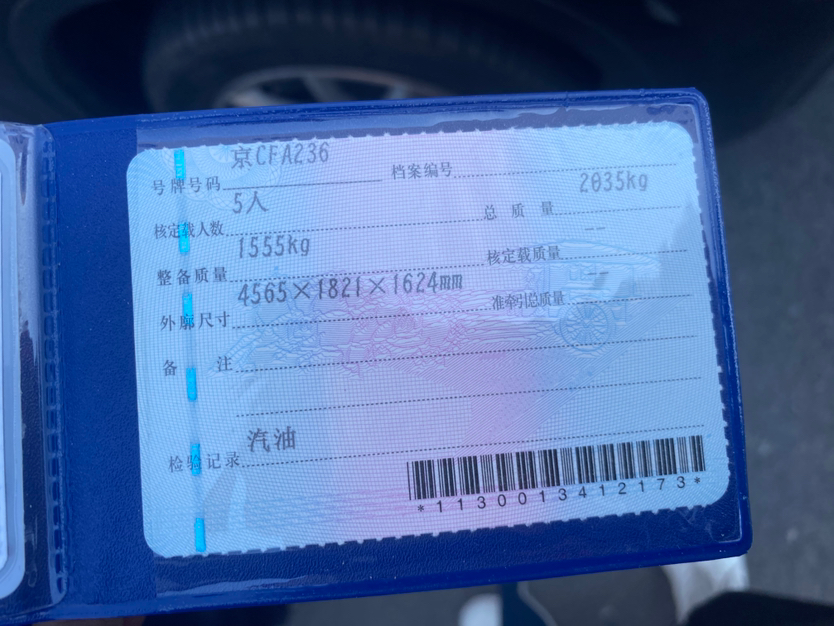 号牌号码 京CFA236 档案编号
核定载人数 5人 总质量 2035kg
整备质量 1555kg 核定载质量 --
外廓尺寸 4565×1821×1624mm 准牵引总质量 --
备注
检验记录 汽油
*1130013412173*